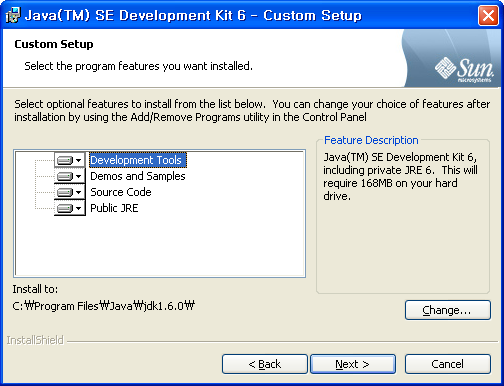 Java(TM) SE Development Kit 6 - Custom Setup
Custom Setup
Select the program features you want installed.
Sun
microsystems
Select optional features to install from the list below.  You can change your choice of features after
installation by using the Add/Remove Programs utility in the Control Panel
Development Tools
Demos and Samples
Source Code
Public JRE
Feature Description
Java(TM) SE Development Kit 6,
including private JRE 6.  This will
require 168MB on your hard
drive.
Install to:
C:₩Program Files₩Java₩jdk1.6.0₩
Change...
InstallShield
< Back
Next >
Cancel